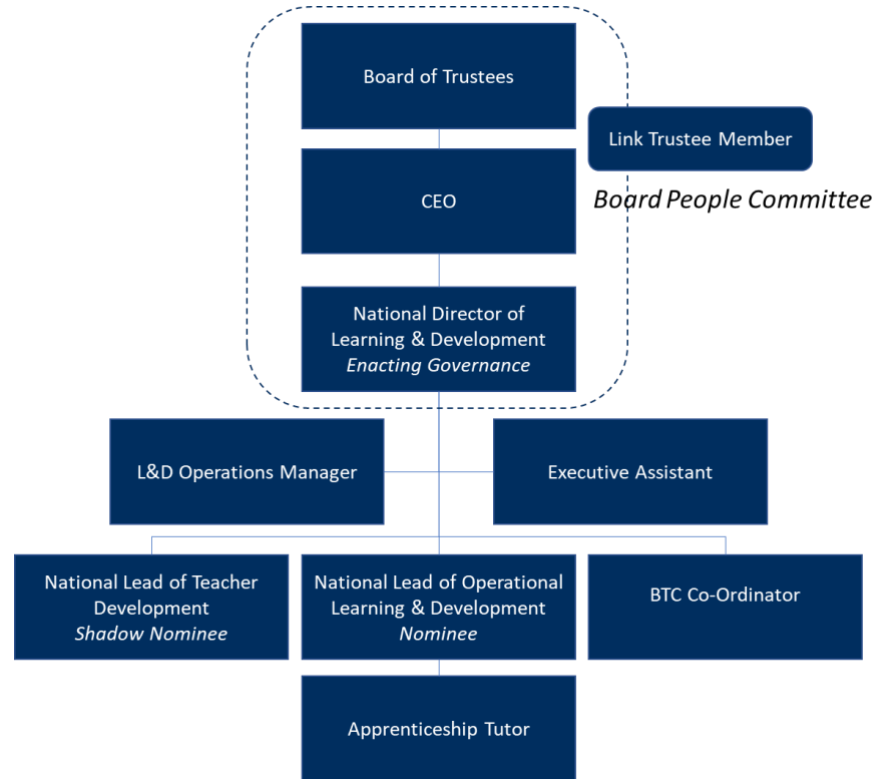 Board of Trustees
Link Trustee Member
Board People Committee
CEO
National Director of
Learning & Development
Enacting Governance
L&D Operations Manager
Executive Assistant
National Lead of Teacher
Development
Shadow Nominee
National Lead of Operational
Learning & Development
Nominee
BTC Co-Ordinator
Apprenticeship Tutor